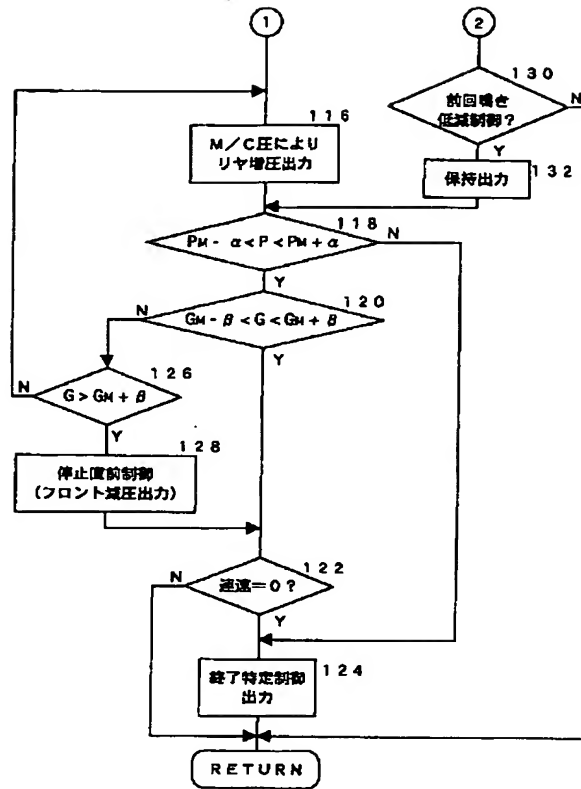 1
2
130
前回鳴き
低減制御？
N
Y
116
M／C圧により
リヤ増圧出力
132
保持出力
118
PM - α < P < PM + α
N
Y
120
N
GM - β < G < GM + β
Y
126
N
G > GM + β
Y
128
停止直前制御
(フロント減圧出力)
122
N
速＝0？
Y
124
終了特定制御
出力
RETURN